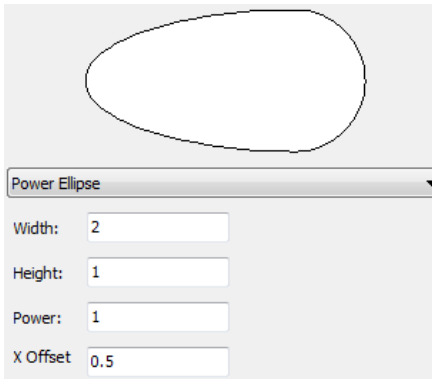 Power Ellipse
Width: 2
Height: 1
Power: 1
X Offset 0.5